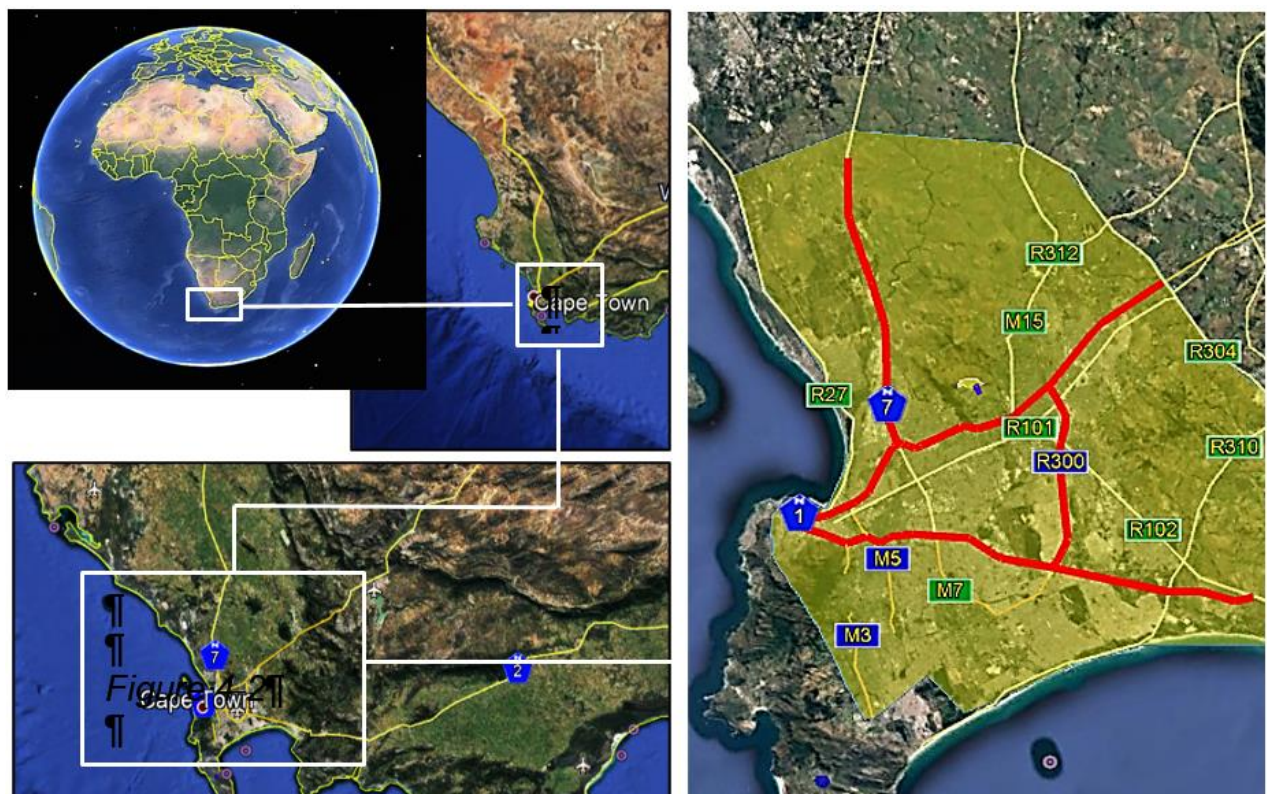 Cape Town
¶
¶
¶
7
Figure 4-2¶
Cape Town
¶
2
R312
M15
R304
R27
7
R101
R310
R300
1
R102
M5
M7
M3